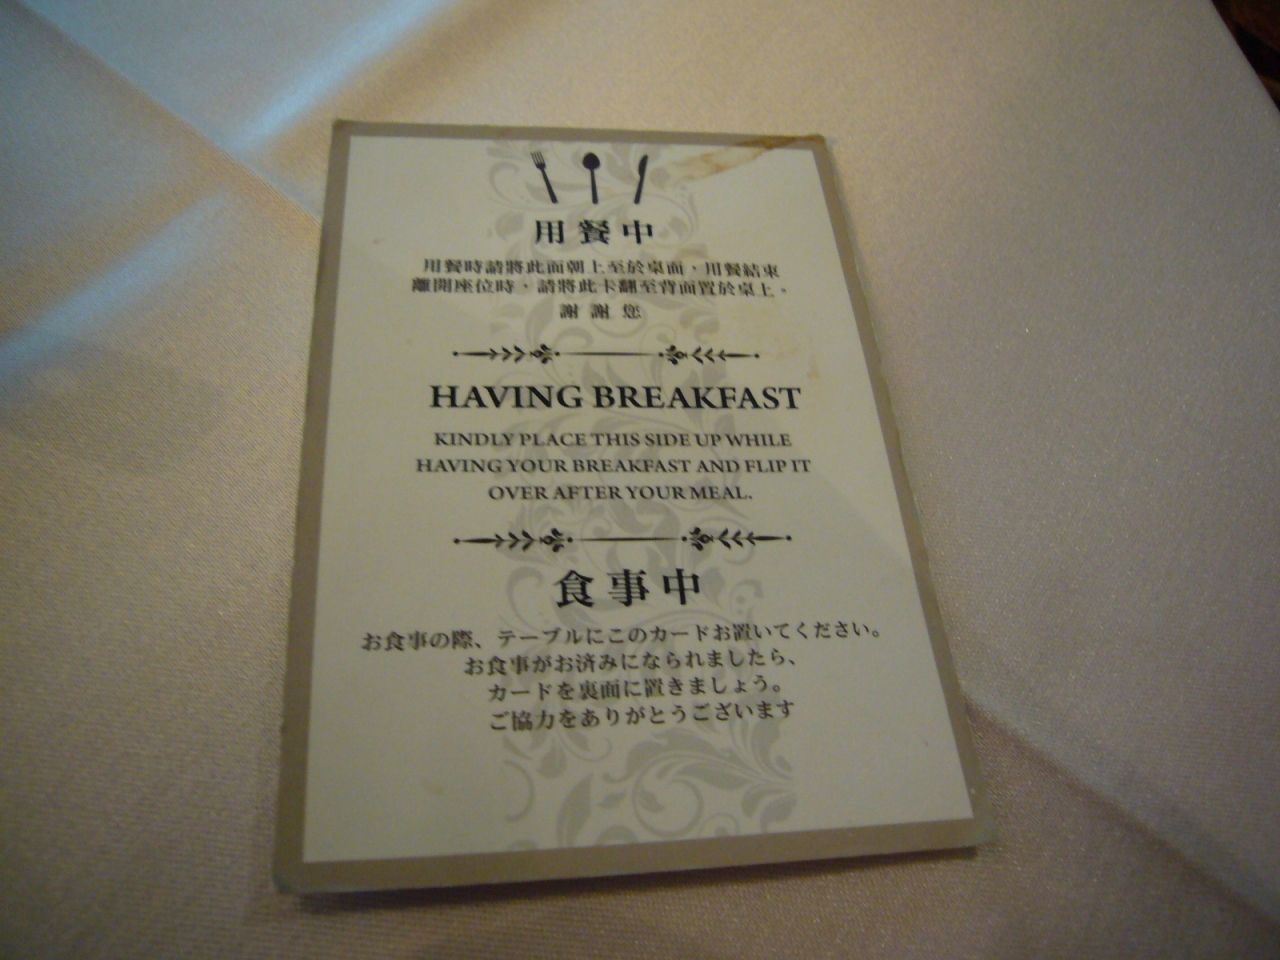 用餐中
用餐時請將此面朝上至於桌面，用餐結束
離開座位時，請將此卡翻至背面置於桌上。
謝謝您
HAVING BREAKFAST
KINDLY PLACE THIS SIDE UP WHILE
HAVING YOUR BREAKFAST AND FLIP IT
OVER AFTER YOUR MEAL.
食事中
お食事の際、テーブルにこのカードお置いてください。
お食事がお済みになられましたら、
カードを裏面に置きましょう。
ご協力をありがとうございます